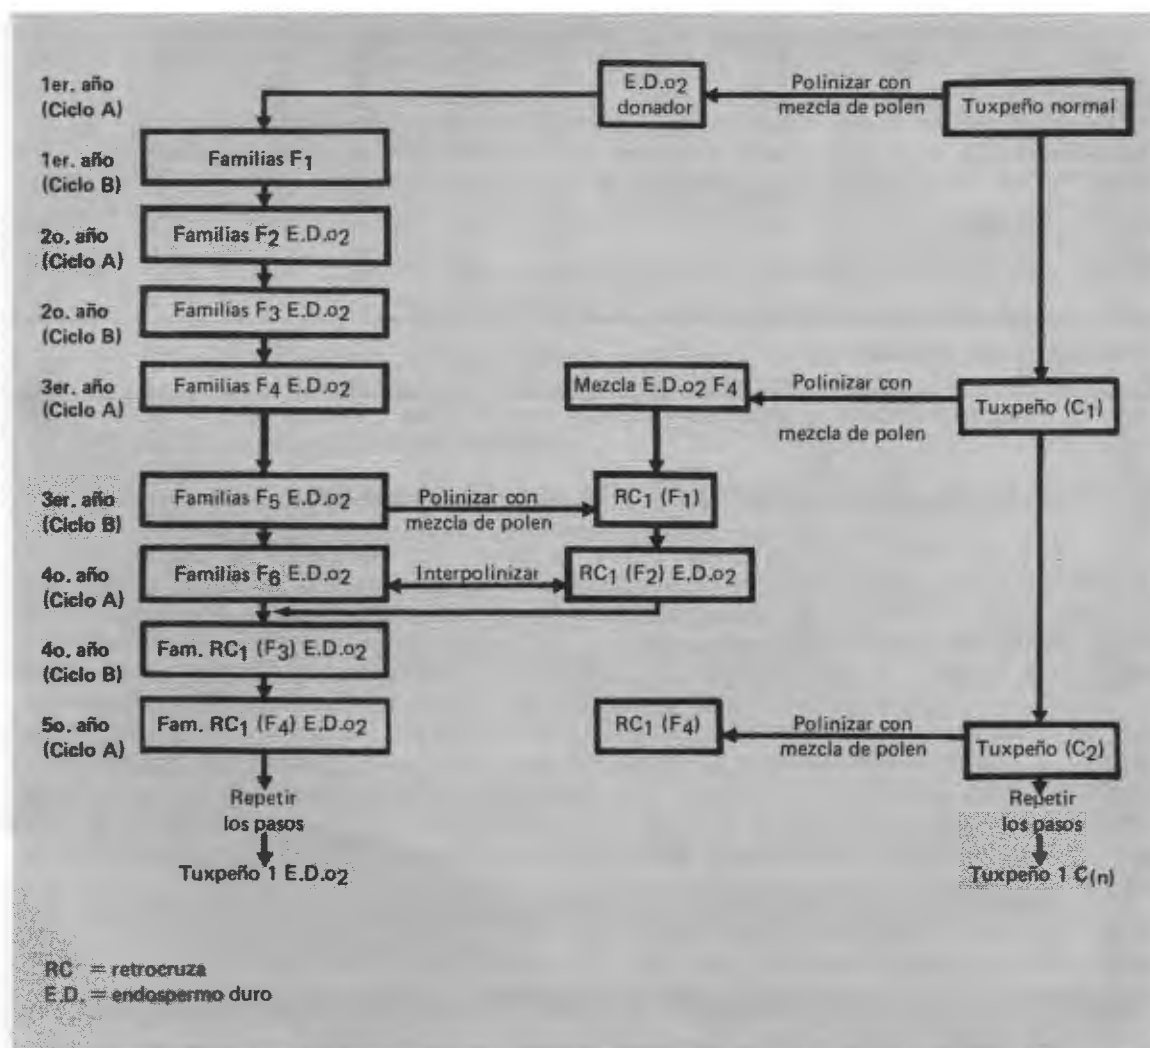 1er. año
(Ciclo A)
E.D.o2
donador
Polinizar con
mezcla de polen
Tuxpeño normal
1er. año
(Ciclo B)
Familias F1
2o. año
(Ciclo A)
Familias F2 E.D.o2
2o. año
(Ciclo B)
Familias F3 E.D.o2
3er. año
(Ciclo A)
Familias F4 E.D.o2
Mezcla E.D.o2 F4
Polinizar con
mezcla de polen
Tuxpeño (C1)
3er. año
(Ciclo B)
Familias F5 E.D.o2
Polinizar con
mezcla de polen
RC1 (F1)
4o. año
(Ciclo A)
Familias F6 E.D.o2
Interpolinizar
RC1 (F2) E.D.o2
4o. año
(Ciclo B)
Fam. RC1 (F3) E.D.o2
5o. año
(Ciclo A)
Fam. RC1 (F4) E.D.o2
RC1 (F4)
Polinizar con
mezcla de polen
Tuxpeño (C2)
Repetir
los pasos
Repetir
los pasos
Tuxpeño 1 E.D.o2
Tuxpeño 1 C(n)
RC = retrocruza
E.D. = endospermo duro